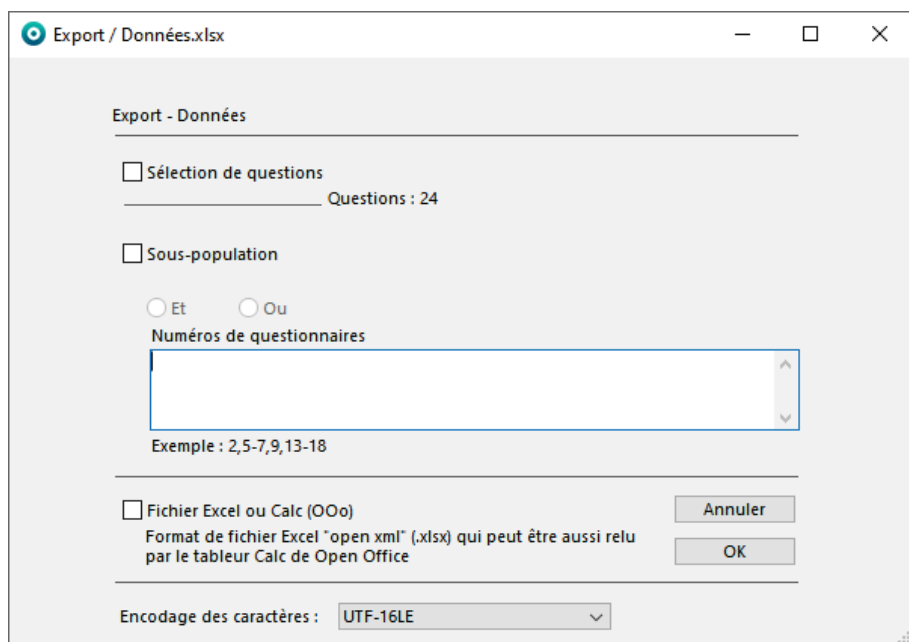 Export / Données.xlsx
Export - Données
Sélection de questions
Questions : 24
Sous-population
Et Ou
Numéros de questionnaires
Exemple : 2,5-7,9,13-18
Fichier Excel ou Calc (OOo)
Annuler
Format de fichier Excel "open xml" (.xlsx) qui peut être aussi relu
par le tableur Calc de Open Office
OK
Encodage des caractères : UTF-16LE